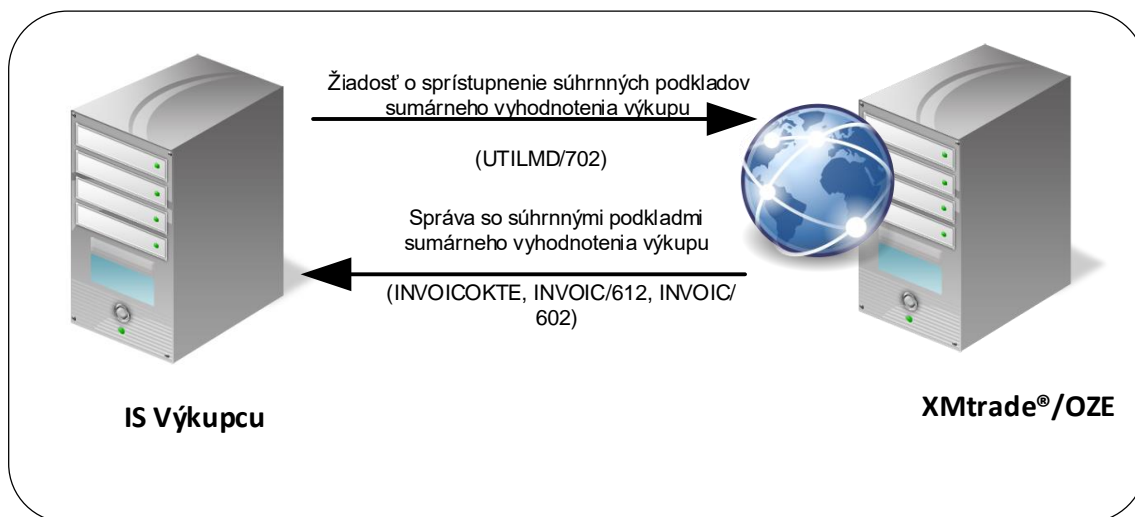 Žiadosť o sprístupnenie súhrnných podkladov
sumárneho vyhodnotenia výkupu
(UTILMD/702)
Správa so súhrnnými podkladmi
sumárneho vyhodnotenia výkupu
(INVOICOKTE, INVOIC/612, INVOIC/
602)
IS Výkupcu
XMtrade®/OZE